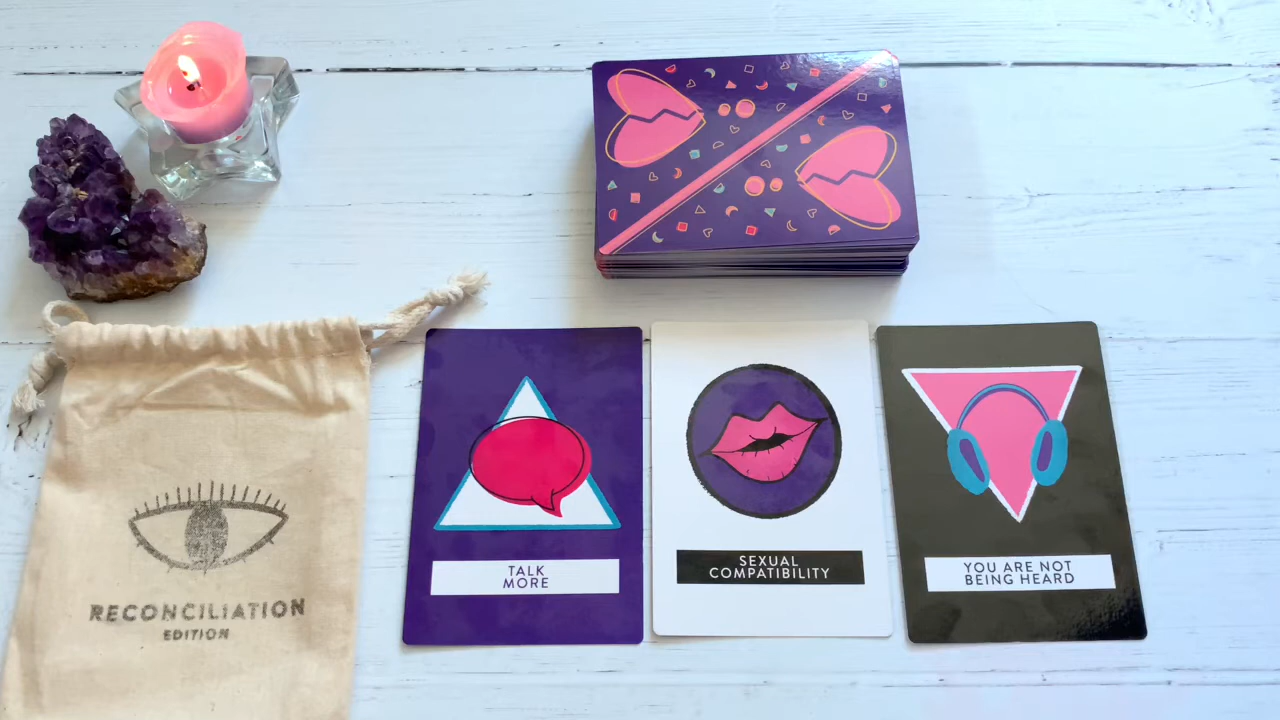 RECONCILIATION
EDITION
TALK
MORE
SEXUAL
COMPATIBILITY
YOU ARE NOT
BEING HEARD